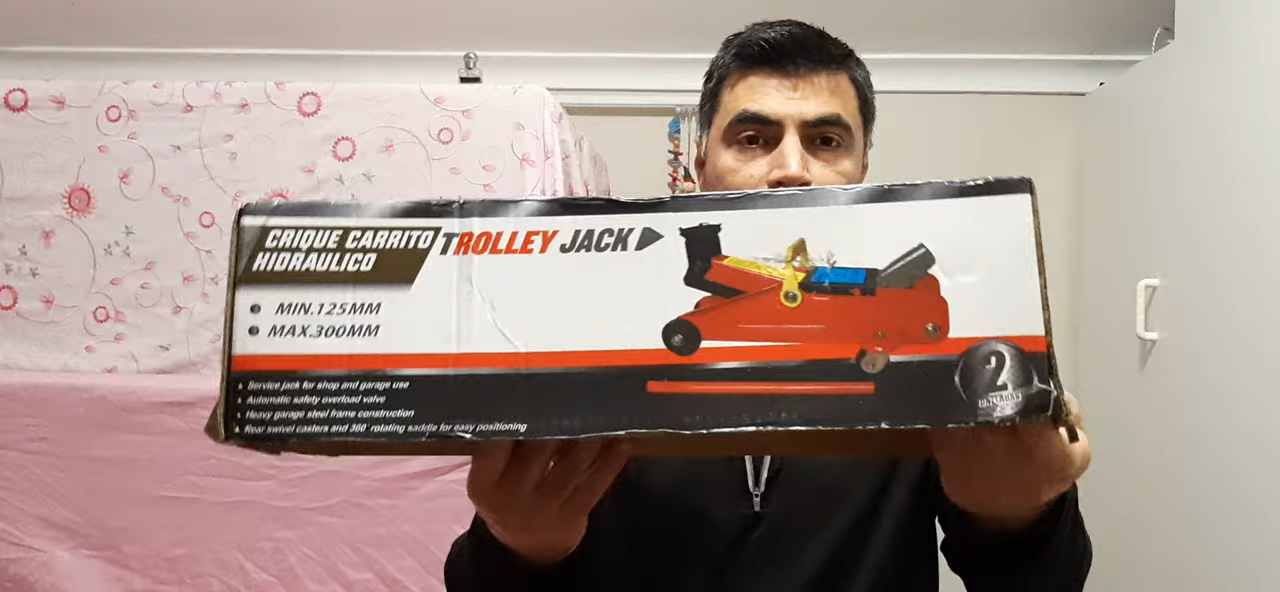 CRIQUE CARRITO
HIDRAULICO
TROLLEY JACK
MIN.125MM
MAX.300MM
Service jack for shop and garage use
Automatic safety overload valve
Heavy garage steel frame construction
Rear swivel casters and 360° rotating saddle for easy positioning
2